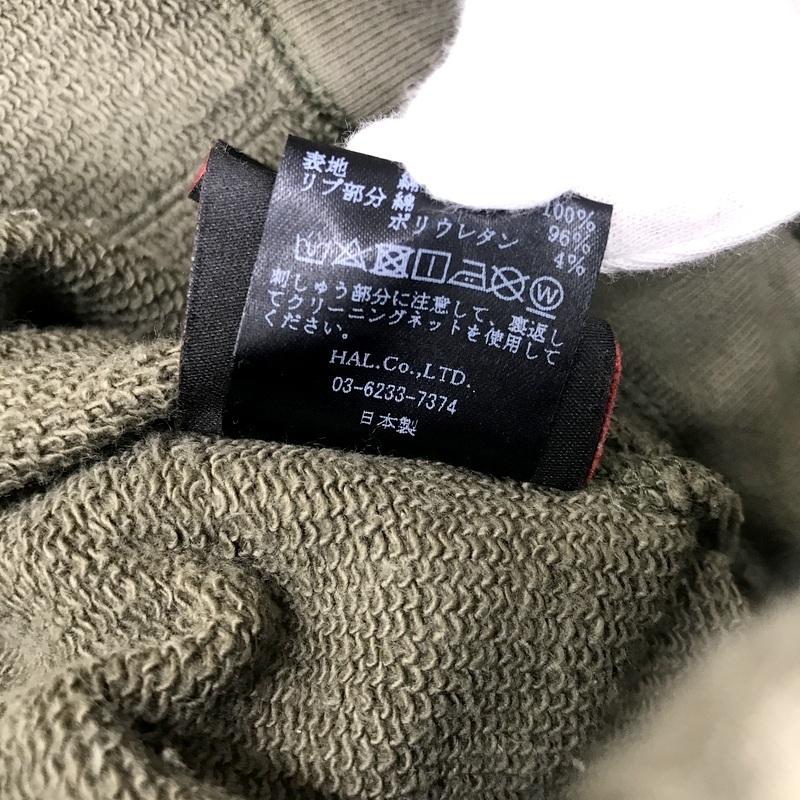 表地 綿 100%
リブ部分 綿 96%
ポリウレタン 4%
W
刺しゅう部分に注意して、裏返し
てクリーニングネットを使用して
ください。
HAL.Co.,LTD.
03-6233-7374
日本製